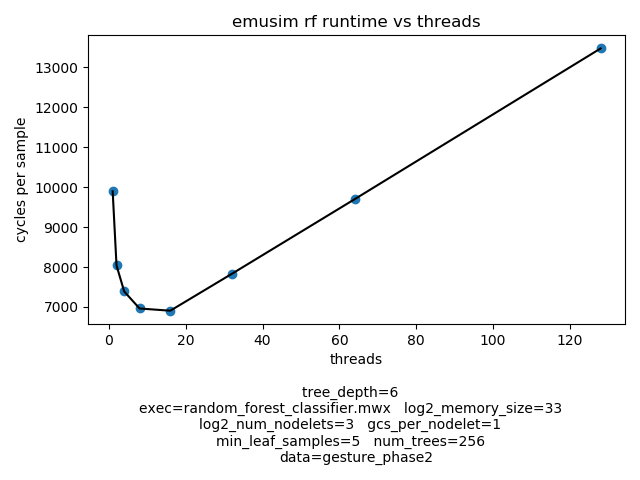 emusim rf runtime vs threads
13000
12000
11000
10000
9000
8000
7000
cycles per sample
0 20 40 60 80 100 120
threads
tree_depth=6
exec=random_forest_classifier.mwx log2_memory_size=33
log2_num_nodelets=3 gcs_per_nodelet=1
min_leaf_samples=5 num_trees=256
data=gesture_phase2